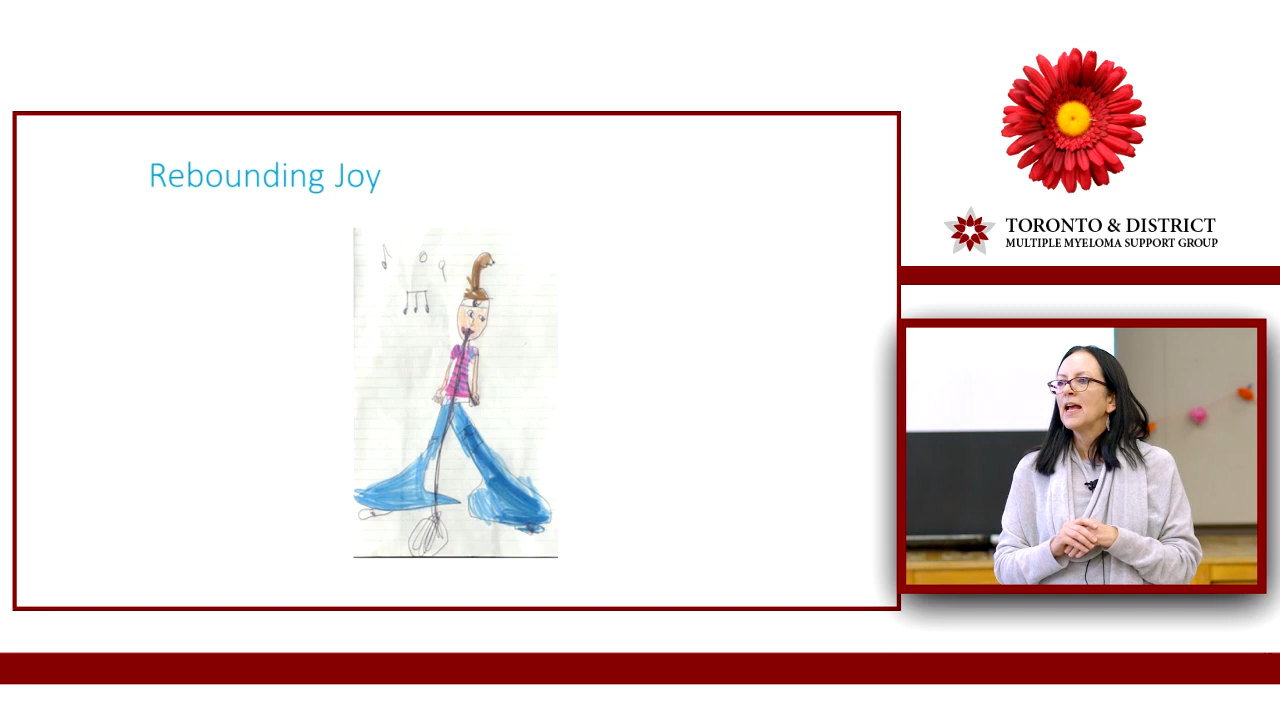 Rebounding Joy
TORONTO & DISTRICT
MULTIPLE MYELOMA SUPPORT GROUP